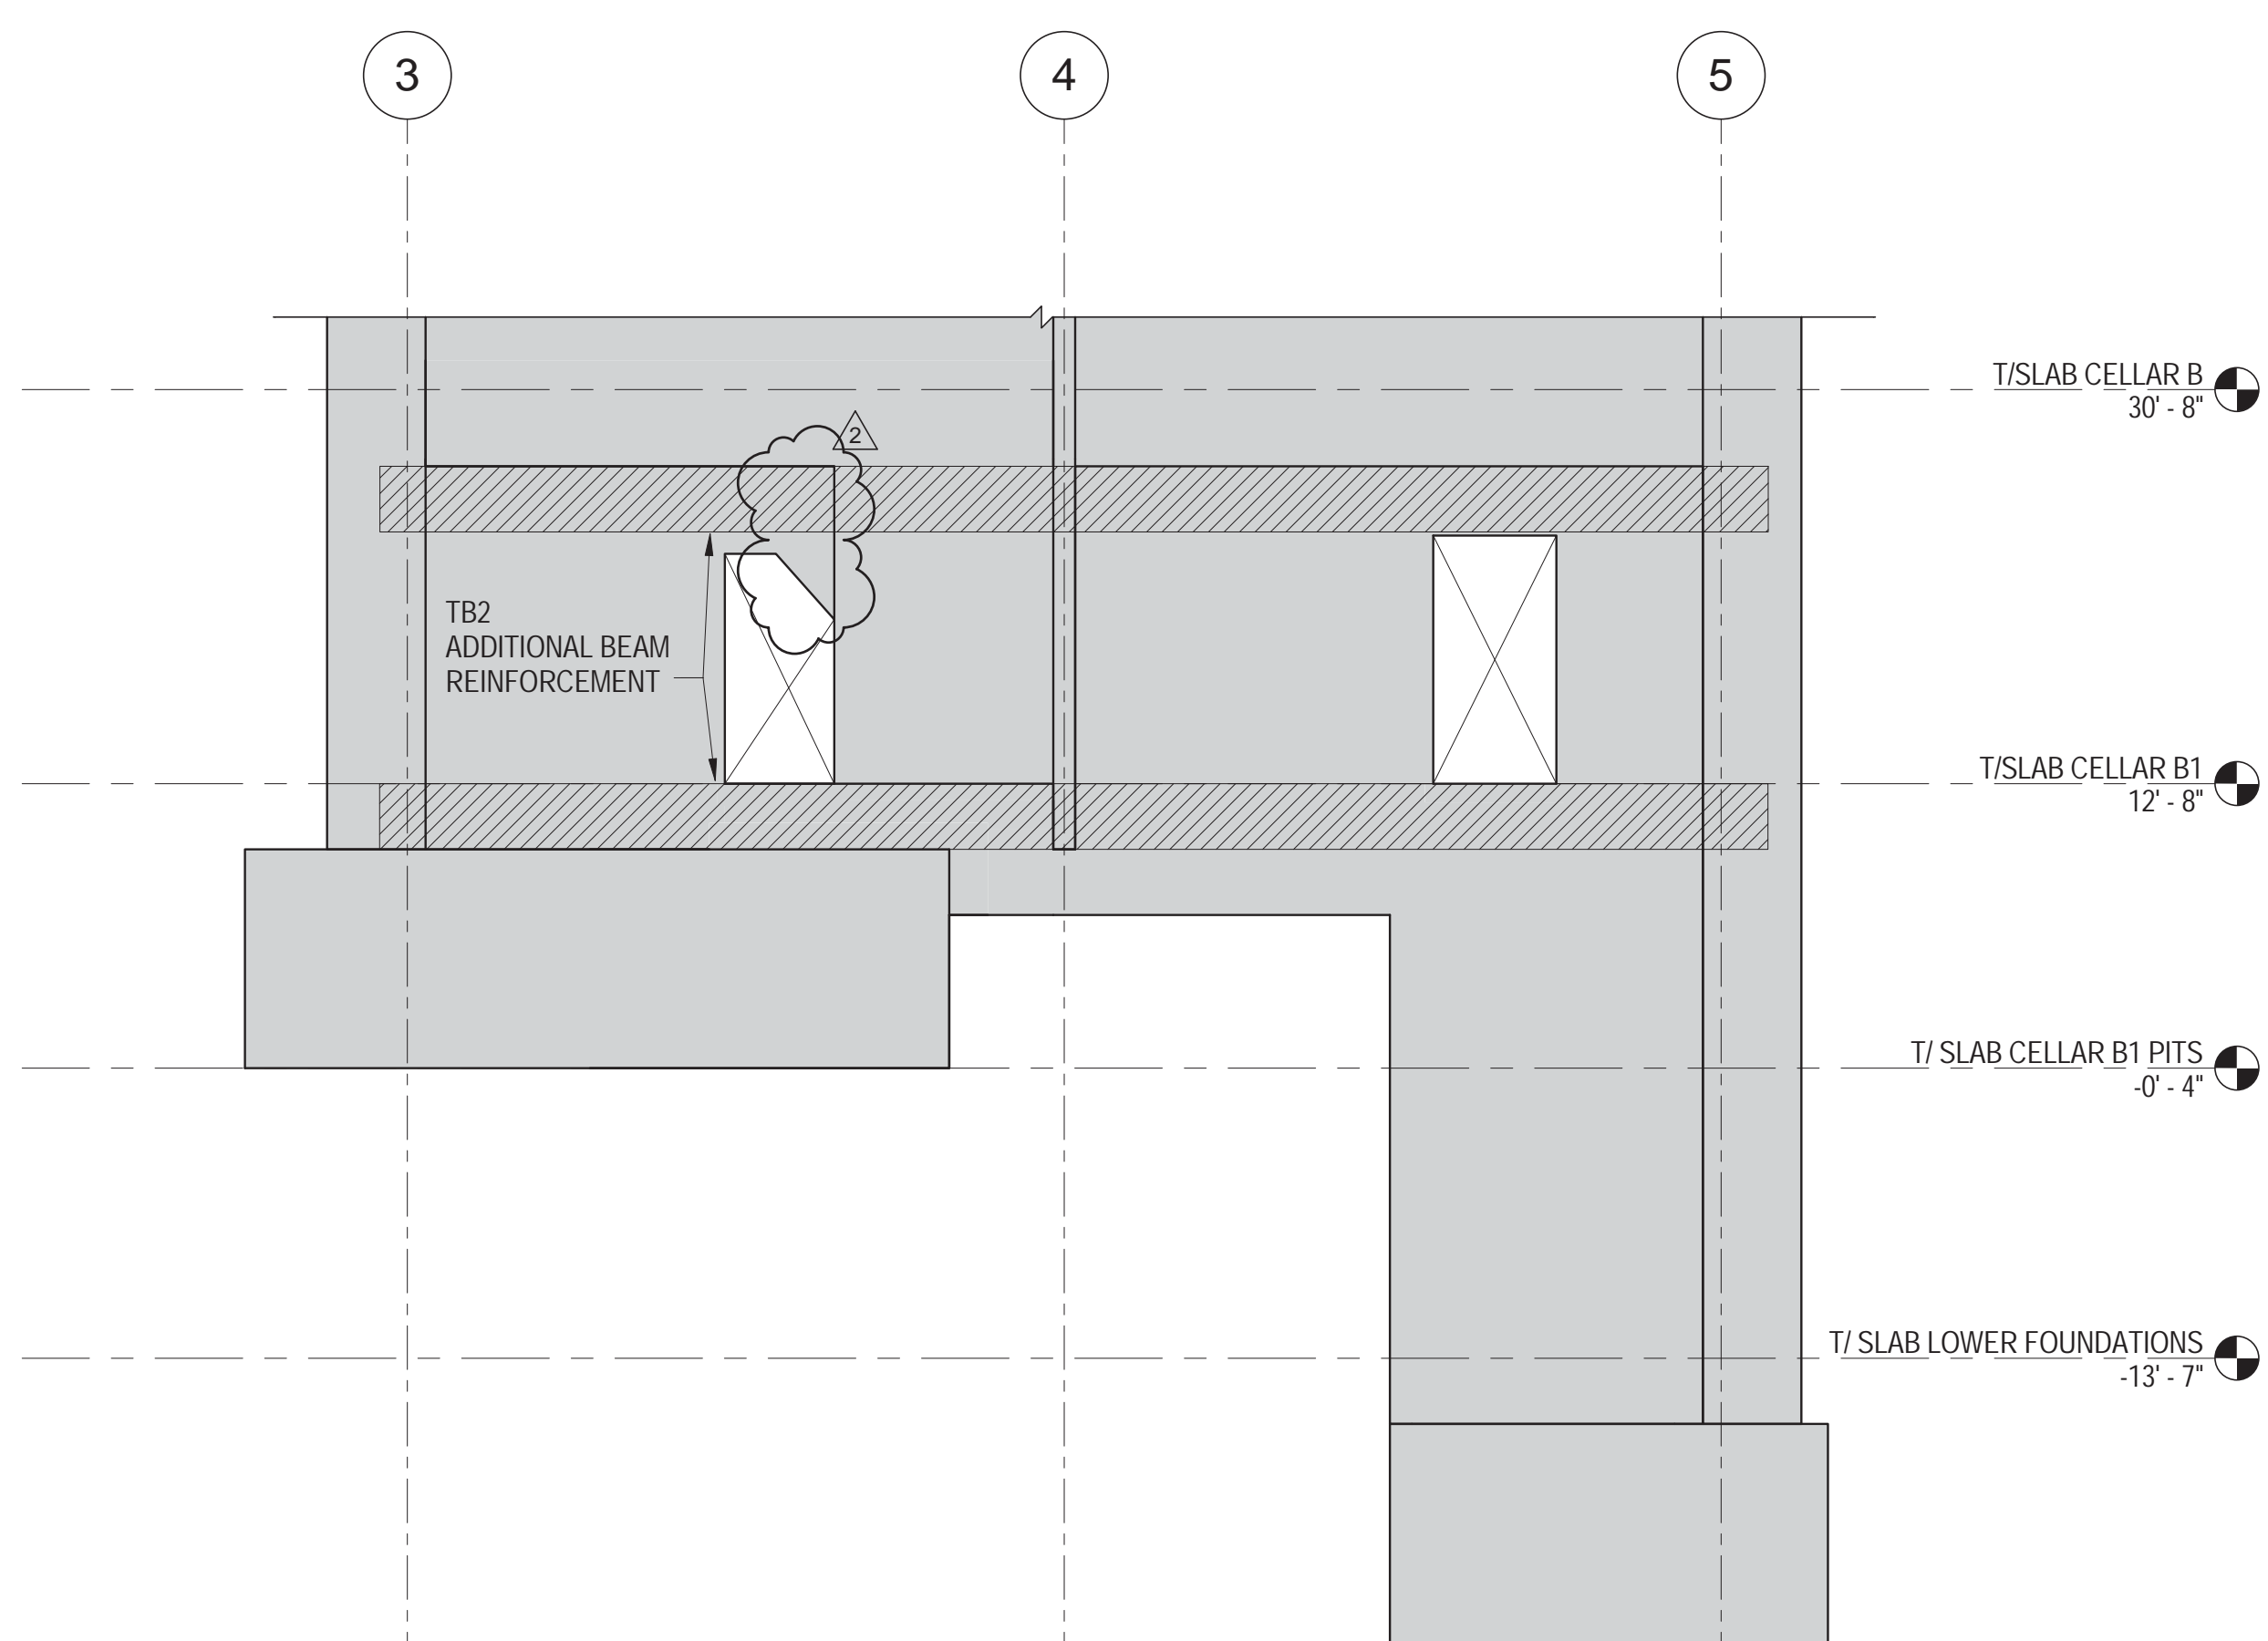 3
4
5
T/SLAB CELLAR B
30' - 8"
2
TB2
ADDITIONAL BEAM
REINFORCEMENT
T/SLAB CELLAR B1
12' - 8"
T/ SLAB CELLAR B1 PITS
-0' - 4"
T/ SLAB LOWER FOUNDATIONS
-13' - 7"